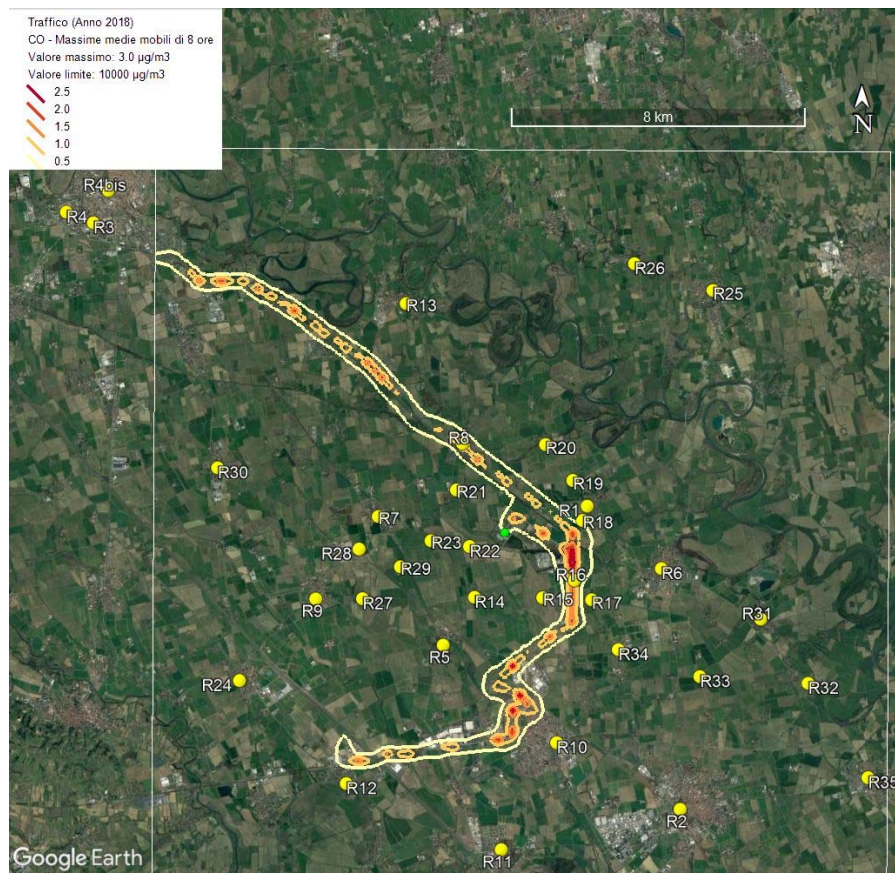 Traffico (Anno 2018)
CO - Massime medie mobili di 8 ore
Valore massimo: 3.0 µg/m3
Valore limite: 10000 µg/m3
2.5
2.0
1.5
1.0
0.5
8 km
N
R4bis
R4
R3
R26
R25
R13
R8
R20
R30
R19
R21
R1
R7
R18
R23
R22
R28
R29
R16
R6
R9
R27
R14
R15
R17
R31
R5
R34
R24
R33
R32
R10
R12
R35
R2
R11
Google Earth